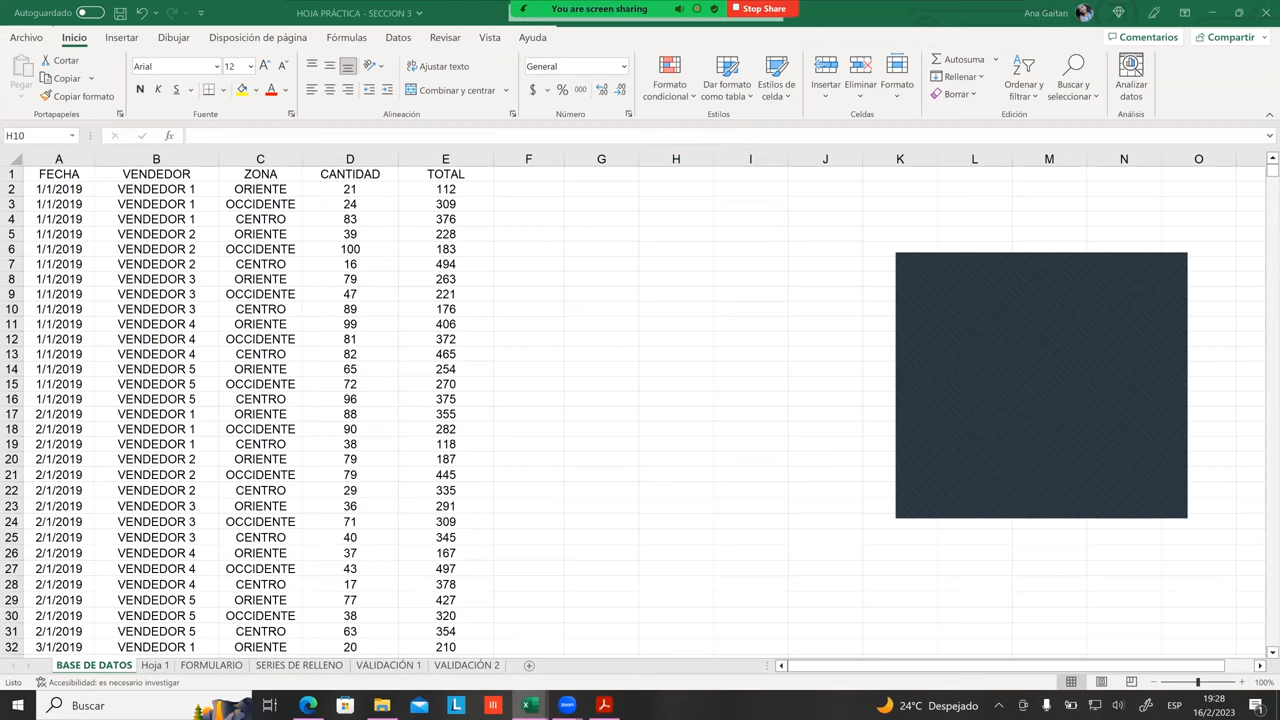 Autoguardado
HOJA PRÁCTICA - SECCION 3
You are screen sharing
Stop Share
Ana Gaitan
Archivo Inicio Insertar Dibujar Disposición de página Fórmulas Datos Revisar Vista Ayuda
Comentarios Compartir
Pegar
Cortar
Copiar
Copiar formato
Portapapeles
Arial 12
N K S
Fuente
Ajustar texto
Combinar y centrar
Alineación
General
$ % 000
Número
Formato condicional
Dar formato como tabla
Estilos de celda
Estilos
Insertar Eliminar Formato
Celdas
Autosuma
Rellenar
Borrar
Ordenar y filtrar
Buscar y seleccionar
Edición
Analizar datos
Análisis
H10
fx
A B C D E F G H I J K L M N O
1 FECHA VENDEDOR ZONA CANTIDAD TOTAL
2 1/1/2019 VENDEDOR 1 ORIENTE 21 112
3 1/1/2019 VENDEDOR 1 OCCIDENTE 24 309
4 1/1/2019 VENDEDOR 1 CENTRO 83 376
5 1/1/2019 VENDEDOR 2 ORIENTE 39 228
6 1/1/2019 VENDEDOR 2 OCCIDENTE 100 183
7 1/1/2019 VENDEDOR 2 CENTRO 16 494
8 1/1/2019 VENDEDOR 3 ORIENTE 79 263
9 1/1/2019 VENDEDOR 3 OCCIDENTE 47 221
10 1/1/2019 VENDEDOR 3 CENTRO 89 176
11 1/1/2019 VENDEDOR 4 ORIENTE 99 406
12 1/1/2019 VENDEDOR 4 OCCIDENTE 81 372
13 1/1/2019 VENDEDOR 4 CENTRO 82 465
14 1/1/2019 VENDEDOR 5 ORIENTE 65 254
15 1/1/2019 VENDEDOR 5 OCCIDENTE 72 270
16 1/1/2019 VENDEDOR 5 CENTRO 96 375
17 2/1/2019 VENDEDOR 1 ORIENTE 88 355
18 2/1/2019 VENDEDOR 1 OCCIDENTE 90 282
19 2/1/2019 VENDEDOR 1 CENTRO 38 118
20 2/1/2019 VENDEDOR 2 ORIENTE 79 187
21 2/1/2019 VENDEDOR 2 OCCIDENTE 79 445
22 2/1/2019 VENDEDOR 2 CENTRO 29 335
23 2/1/2019 VENDEDOR 3 ORIENTE 36 291
24 2/1/2019 VENDEDOR 3 OCCIDENTE 71 309
25 2/1/2019 VENDEDOR 3 CENTRO 40 345
26 2/1/2019 VENDEDOR 4 ORIENTE 37 167
27 2/1/2019 VENDEDOR 4 OCCIDENTE 43 497
28 2/1/2019 VENDEDOR 4 CENTRO 17 378
29 2/1/2019 VENDEDOR 5 ORIENTE 77 427
30 2/1/2019 VENDEDOR 5 OCCIDENTE 38 320
31 2/1/2019 VENDEDOR 5 CENTRO 63 354
32 3/1/2019 VENDEDOR 1 ORIENTE 20 210
BASE DE DATOS Hoja 1 FORMULARIO SERIES DE RELLENO VALIDACIÓN 1 VALIDACIÓN 2
Listo Accesibilidad: es necesario investigar
100%
Buscar
24°C Despejado
ESP
19:28
16/2/2023